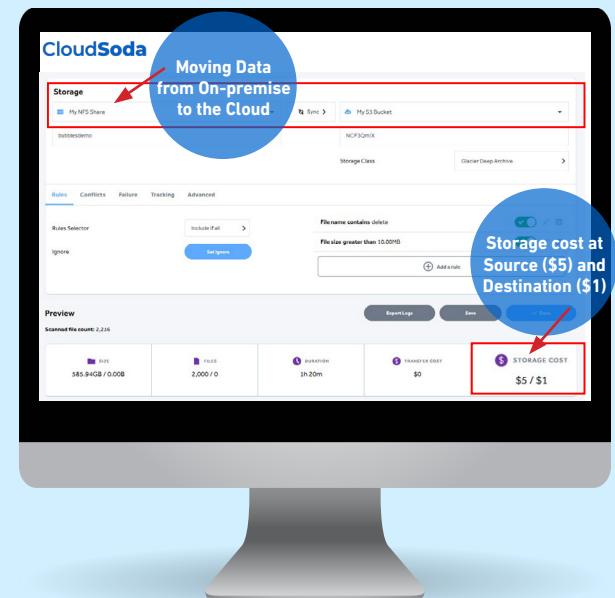 CloudSoda
Moving Data
from On-premise
to the Cloud
Storage
My NFS Share
Sync
My S3 Bucket
bubblesdemo
NCF3QmiX
Storage Class
Glacier Deep Archive
Rules Conflicts Failure Tracking Advanced
Rules Selector
Include if all
Filename contains delete
Ignore
Set Ignore
File size greater than 10.00MB
Add a rule
Storage cost at
Source ($5) and
Destination ($1)
Preview
Export Logs
Save
Scanned file count: 2,216
SIZE
585.94GB / 0.00B
FILES
2,000 / 0
DURATION
1h 20m
TRANSFER COST
$0
STORAGE COST
$5 / $1